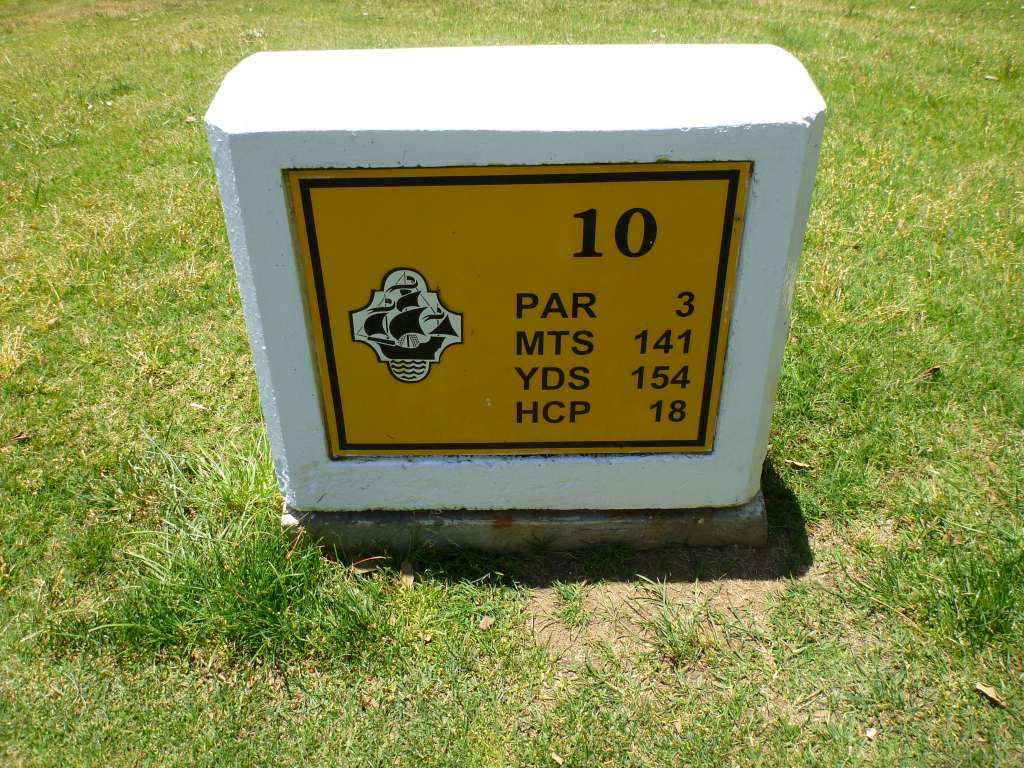 10
PAR 3
MTS 141
YDS 154
HCP 18